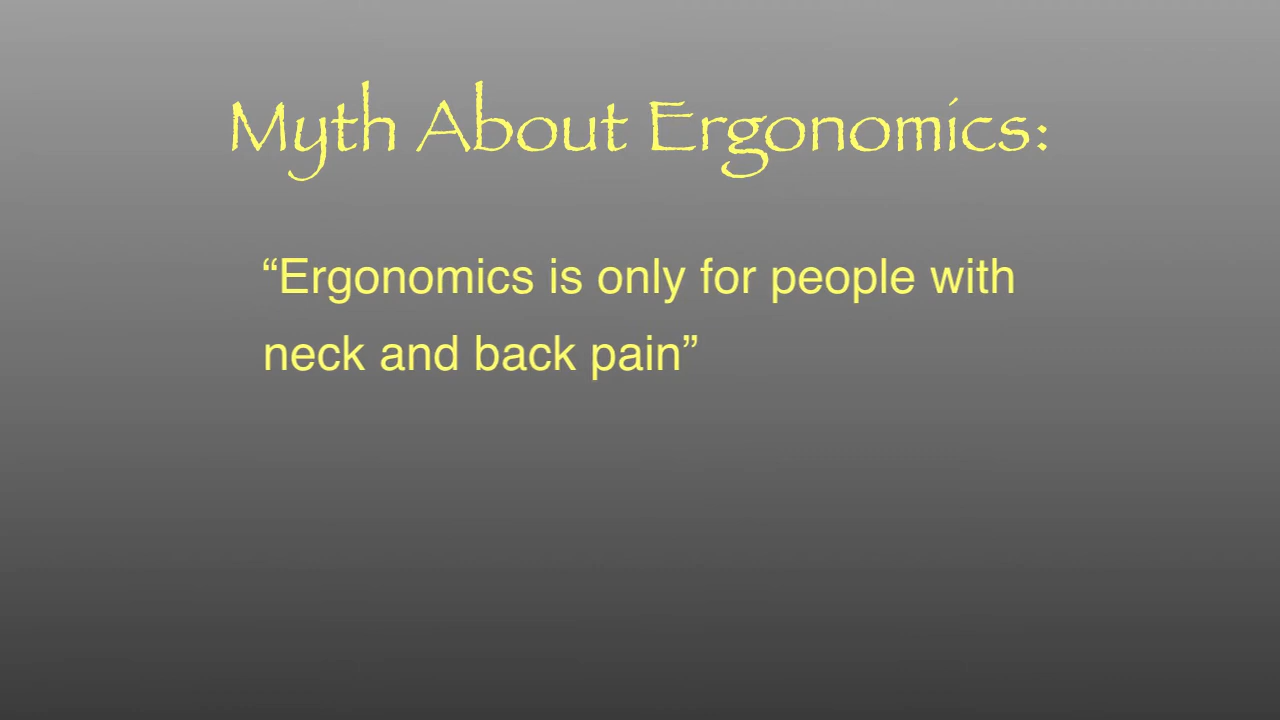 Myth About Ergonomics:
“Ergonomics is only for people with
neck and back pain”